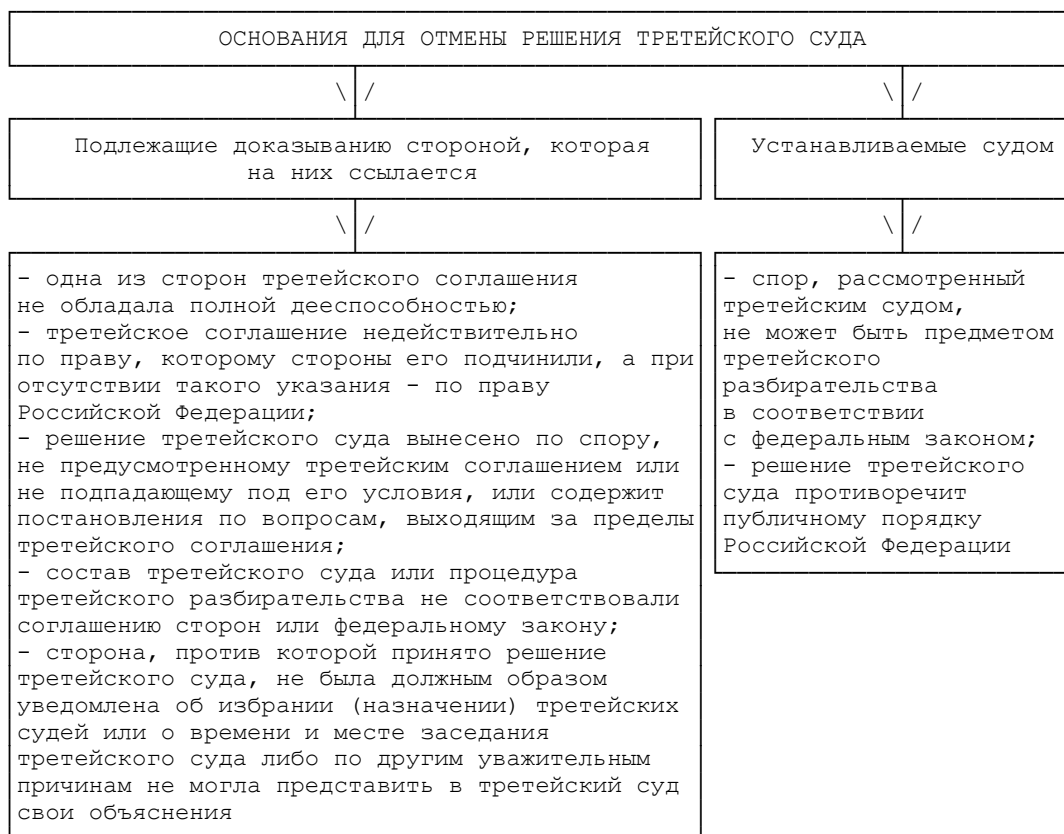 ОСНОВАНИЯ ДЛЯ ОТМЕНЫ РЕШЕНИЯ ТРЕТЕЙСКОГО СУДА
Подлежащие доказыванию стороной, которая
на них ссылается
Устанавливаемые судом
- одна из сторон третейского соглашения
не обладала полной дееспособностью;
- третейское соглашение недействительно
по праву, которому стороны его подчинили, а при
отсутствии такого указания - по праву
Российской Федерации;
- решение третейского суда вынесено по спору,
не предусмотренному третейским соглашением или
не подпадающему под его условия, или содержит
постановления по вопросам, выходящим за пределы
третейского соглашения;
- состав третейского суда или процедура
третейского разбирательства не соответствовали
соглашению сторон или федеральному закону;
- сторона, против которой принято решение
третейского суда, не была должным образом
уведомлена об избрании (назначении) третейских
судей или о времени и месте заседания
третейского суда либо по другим уважительным
причинам не могла представить в третейский суд
свои объяснения
- спор, рассмотренный
третейским судом,
не может быть предметом
третейского
разбирательства
в соответствии
с федеральным законом;
- решение третейского
суда противоречит
публичному порядку
Российской Федерации